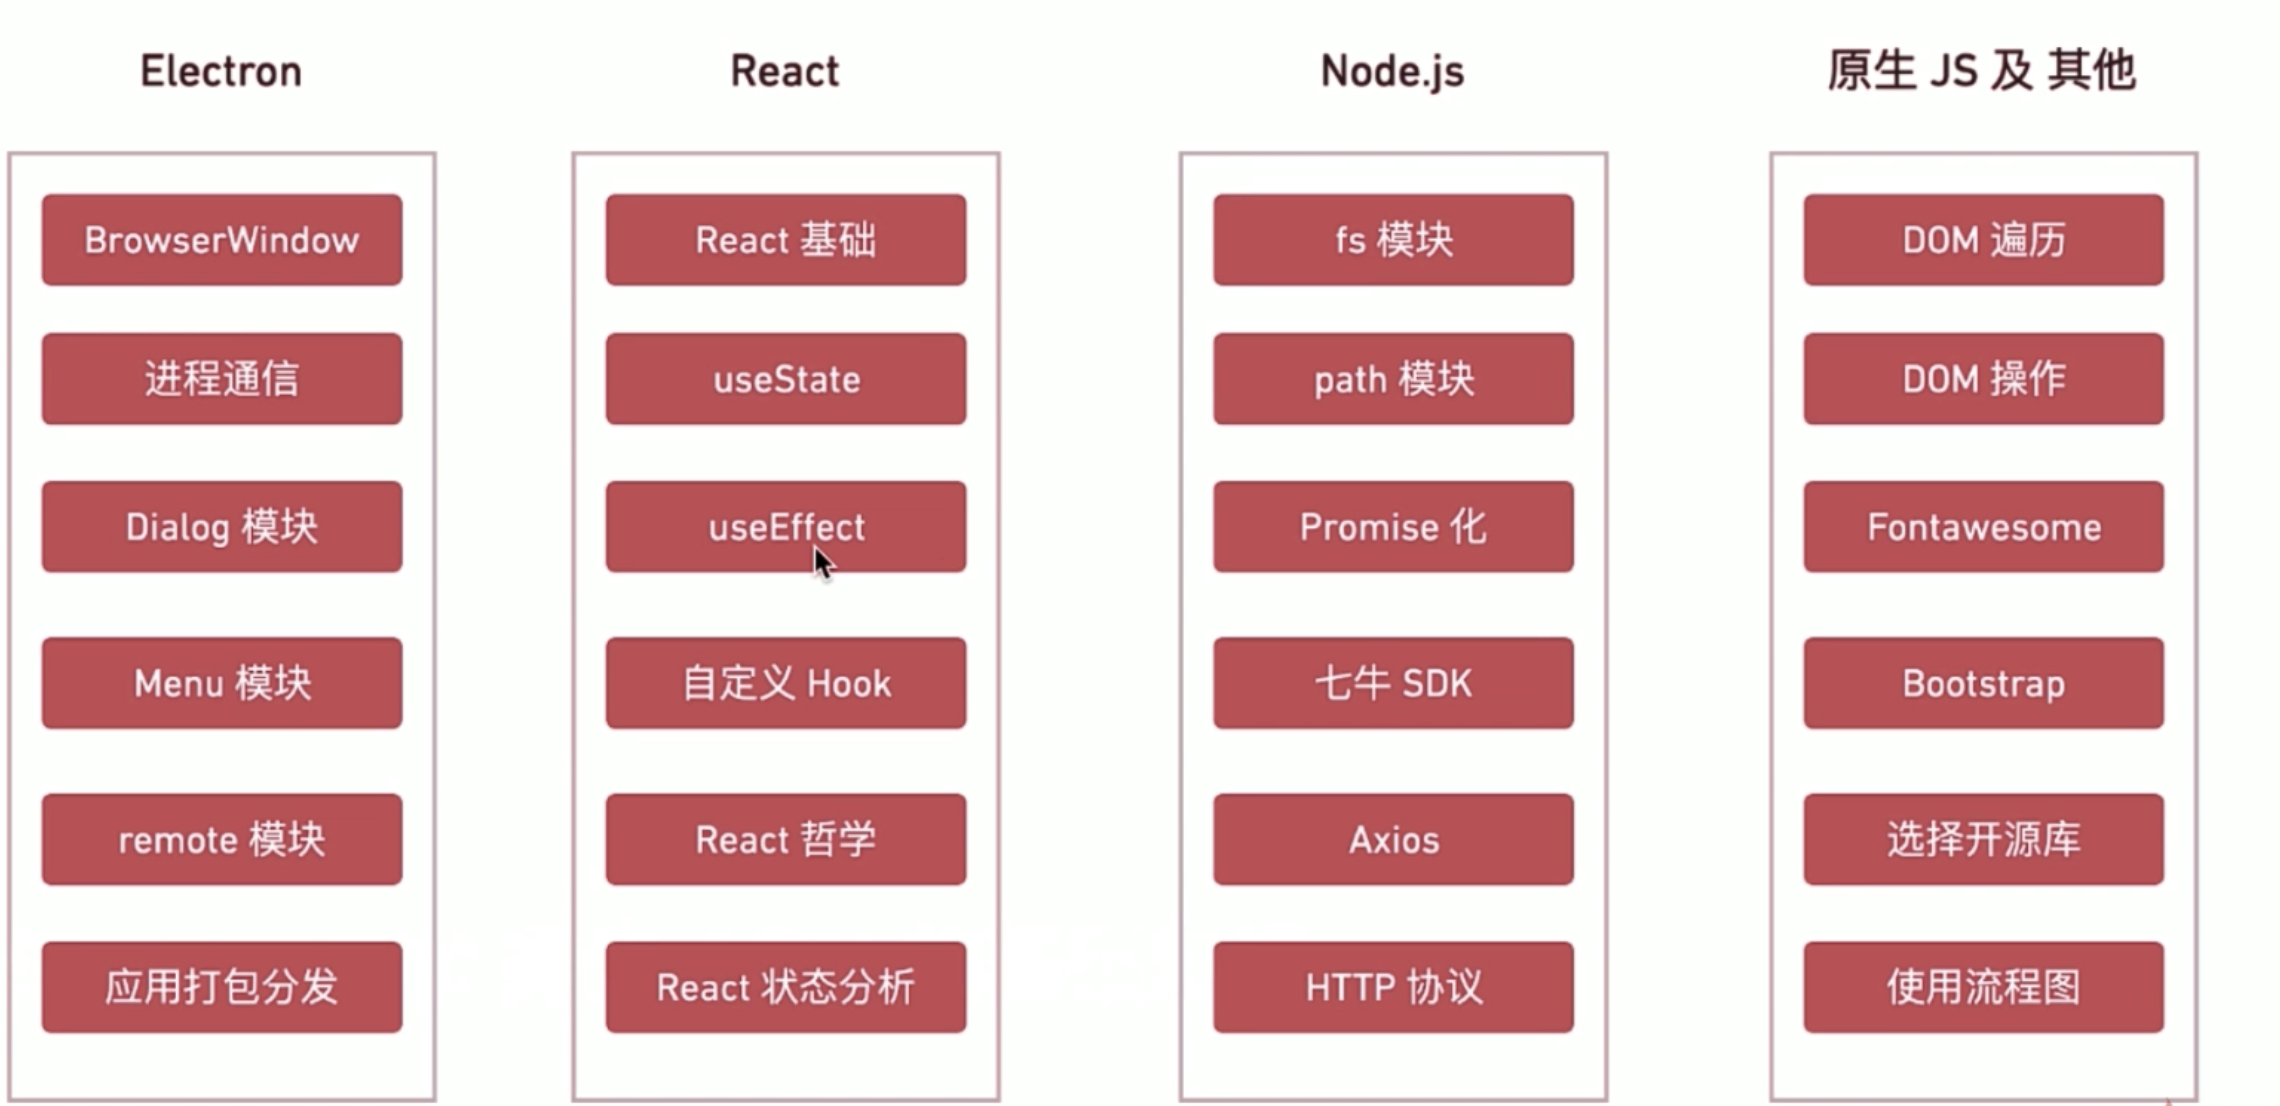 Electron
BrowserWindow
进程通信
Dialog 模块
Menu 模块
remote 模块
应用打包分发
React
React 基础
useState
useEffect
自定义 Hook
React 哲学
React 状态分析
Node.js
fs 模块
path 模块
Promise 化
七牛 SDK
Axios
HTTP 协议
原生 JS 及 其他
DOM 遍历
DOM 操作
Fontawesome
Bootstrap
选择开源库
使用流程图